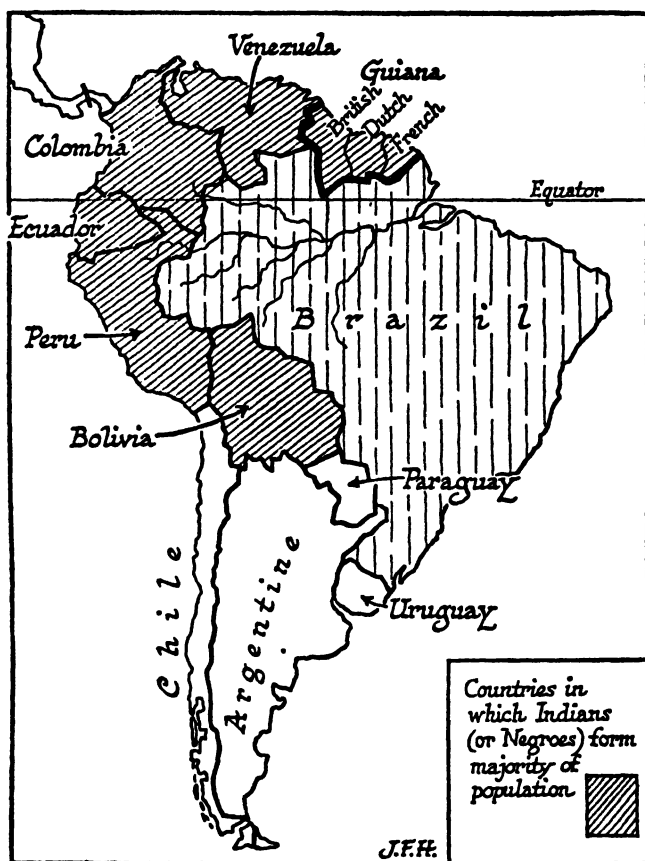 Venezuela
Guiana
British
Dutch
French
Colombia
Equator
Ecuador
Brazil
Peru
Bolivia
Paraguay
Chile
Argentine
Uruguay
Countries in
which Indians
(or Negroes) form
majority of
population
J.F.H.